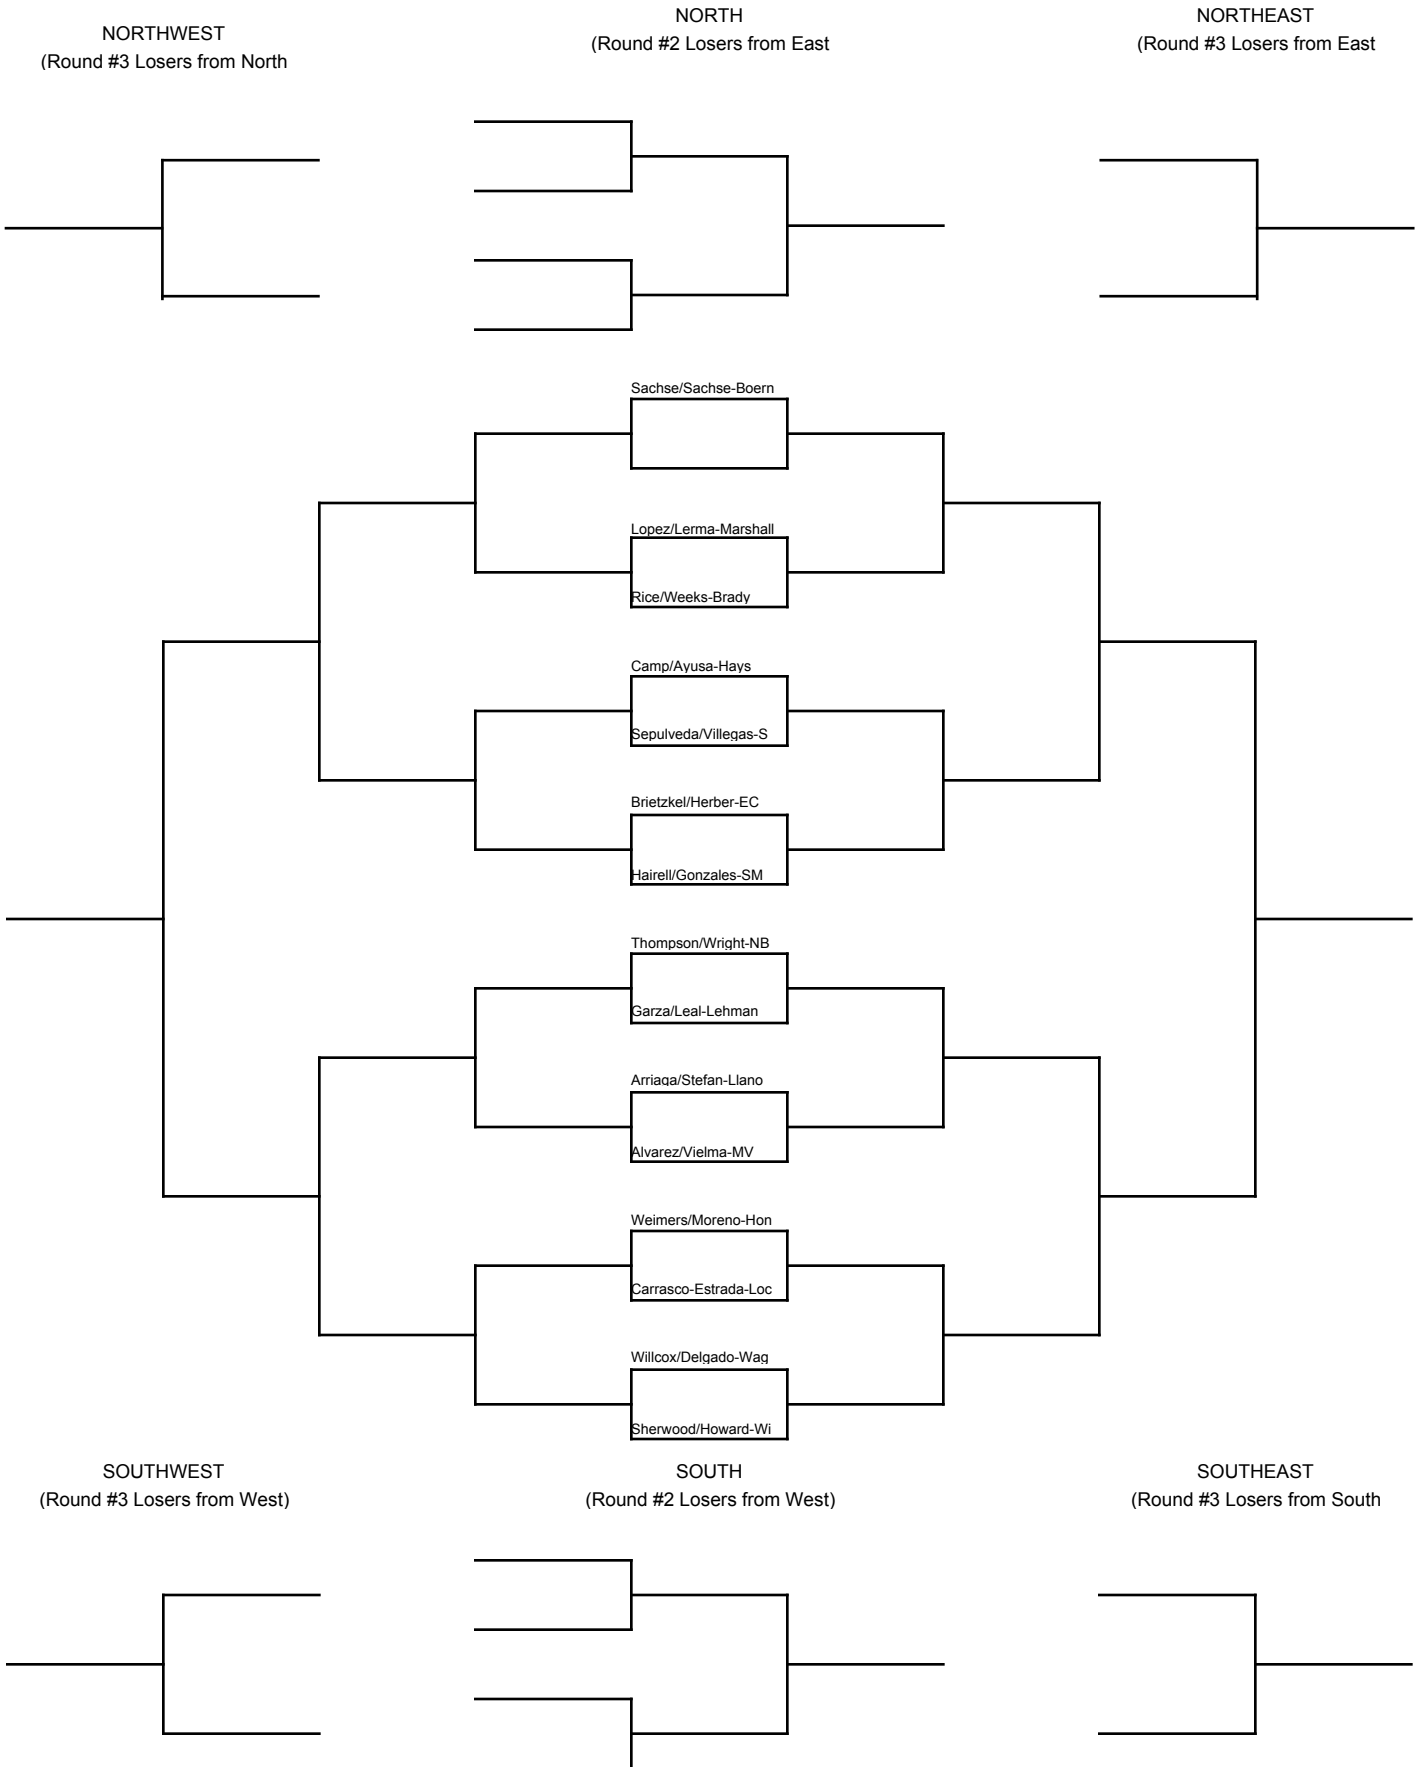 NORTHWEST
(Round #3 Losers from North
NORTH
(Round #2 Losers from East
NORTHEAST
(Round #3 Losers from East
Sachse/Sachse-Boern
Lopez/Lerma-Marshall
Rice/Weeks-Brady
Camp/Ayusa-Hays
Sepulveda/Villegas-S
Brietzkel/Herber-EC
Hairell/Gonzales-SM
Thompson/Wright-NB
Garza/Leal-Lehman
Arriaga/Stefan-Llano
Alvarez/Vielma-MV
Weimers/Moreno-Hon
Carrasco-Estrada-Loc
Willcox/Delgado-Wag
Sherwood/Howard-Wi
SOUTHWEST
(Round #3 Losers from West)
SOUTH
(Round #2 Losers from West)
SOUTHEAST
(Round #3 Losers from South